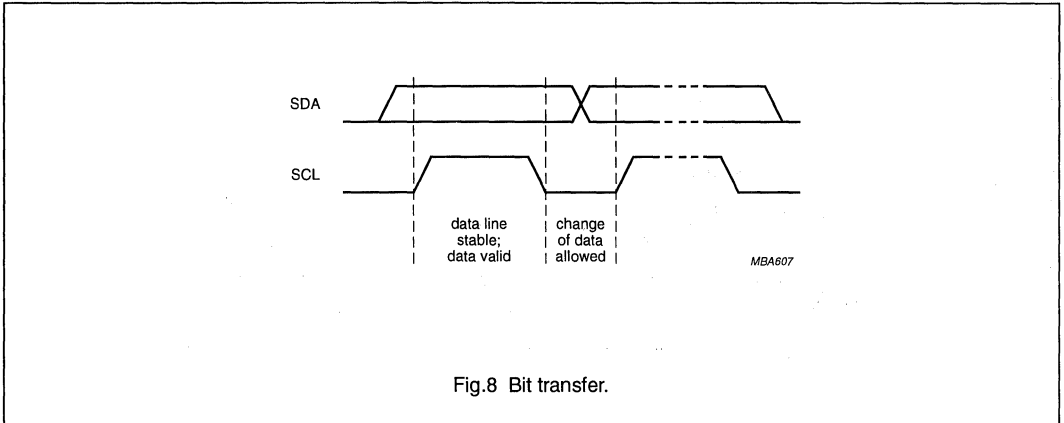 SDA
SCL
data line
stable;
data valid
change
of data
allowed
MBA607
Fig.8 Bit transfer.